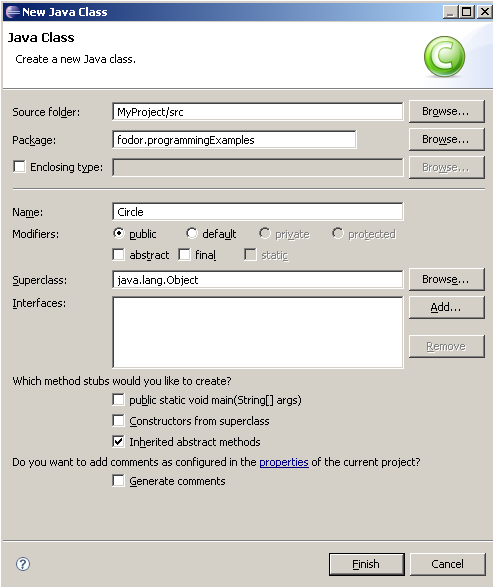 New Java Class
Java Class
Create a new Java class.
C
Source folder: MyProject/src Browse...
Package: fodor.programmingExamples Browse...
Enclosing type: Browse...
Name: Circle
Modifiers: public default private protected
abstract final static
Superclass: java.lang.Object Browse...
Interfaces: Add...
Remove
Which method stubs would you like to create?
public static void main(String[] args)
Constructors from superclass
Inherited abstract methods
Do you want to add comments as configured in the properties of the current project?
Generate comments
? Finish Cancel